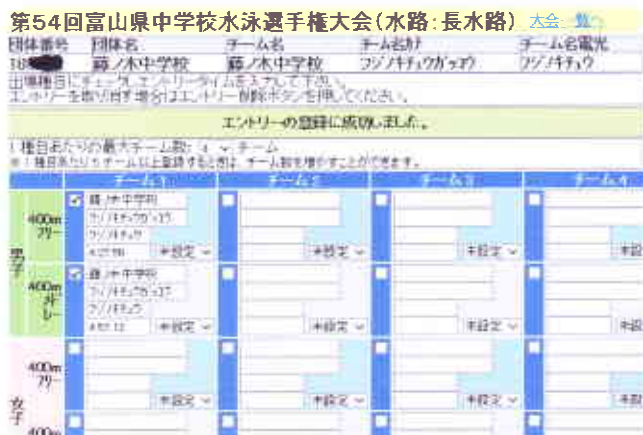 第54回富山県中学校水泳選手権大会(水路:長水路) 大会一覧へ
団体番号 団体名 チーム名 チーム名カナ チーム名電光
藤ノ木中学校 藤ノ木中学校 フジノキチュウガッコウ フジノキチュウ
出場種目にチェック、エントリータイムを入力して下さい。
エントリーを取り消す場合はエントリー削除ボタンを押してください。
エントリーの登録に成功しました。
1種目あたりの最大チーム数: 4 チーム
※1種目あたり5チーム以上登録するときは、チーム数を増やすことができます。
チーム1 チーム2 チーム3 チーム4
男子
400m フリー
藤ノ木中学校
フジノキチュウガッコウ
フジノキチュウ
未設定 未設定 未設定 未設
400m メドレー
藤ノ木中学校
フジノキチュウガッコウ
フジノキチュウ
未設定 未設定 未設定 未設
女子
400m フリー
未設定 未設定 未設定 未設
400m